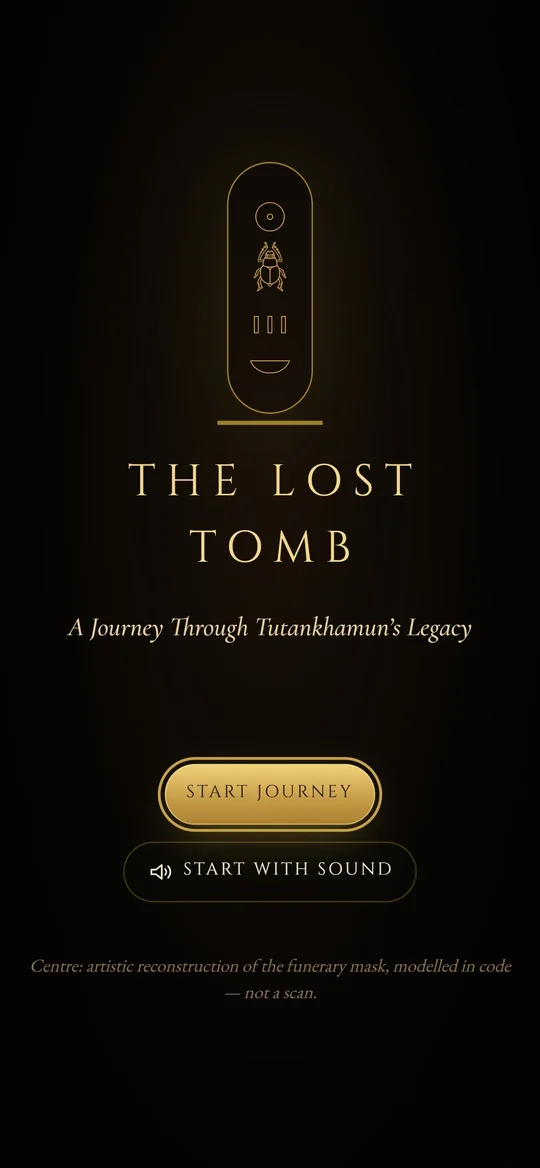 THE LOST
TOMB
A Journey Through Tutankhamun’s Legacy
START JOURNEY
START WITH SOUND
Centre: artistic reconstruction of the funerary mask, modelled in code
— not a scan.